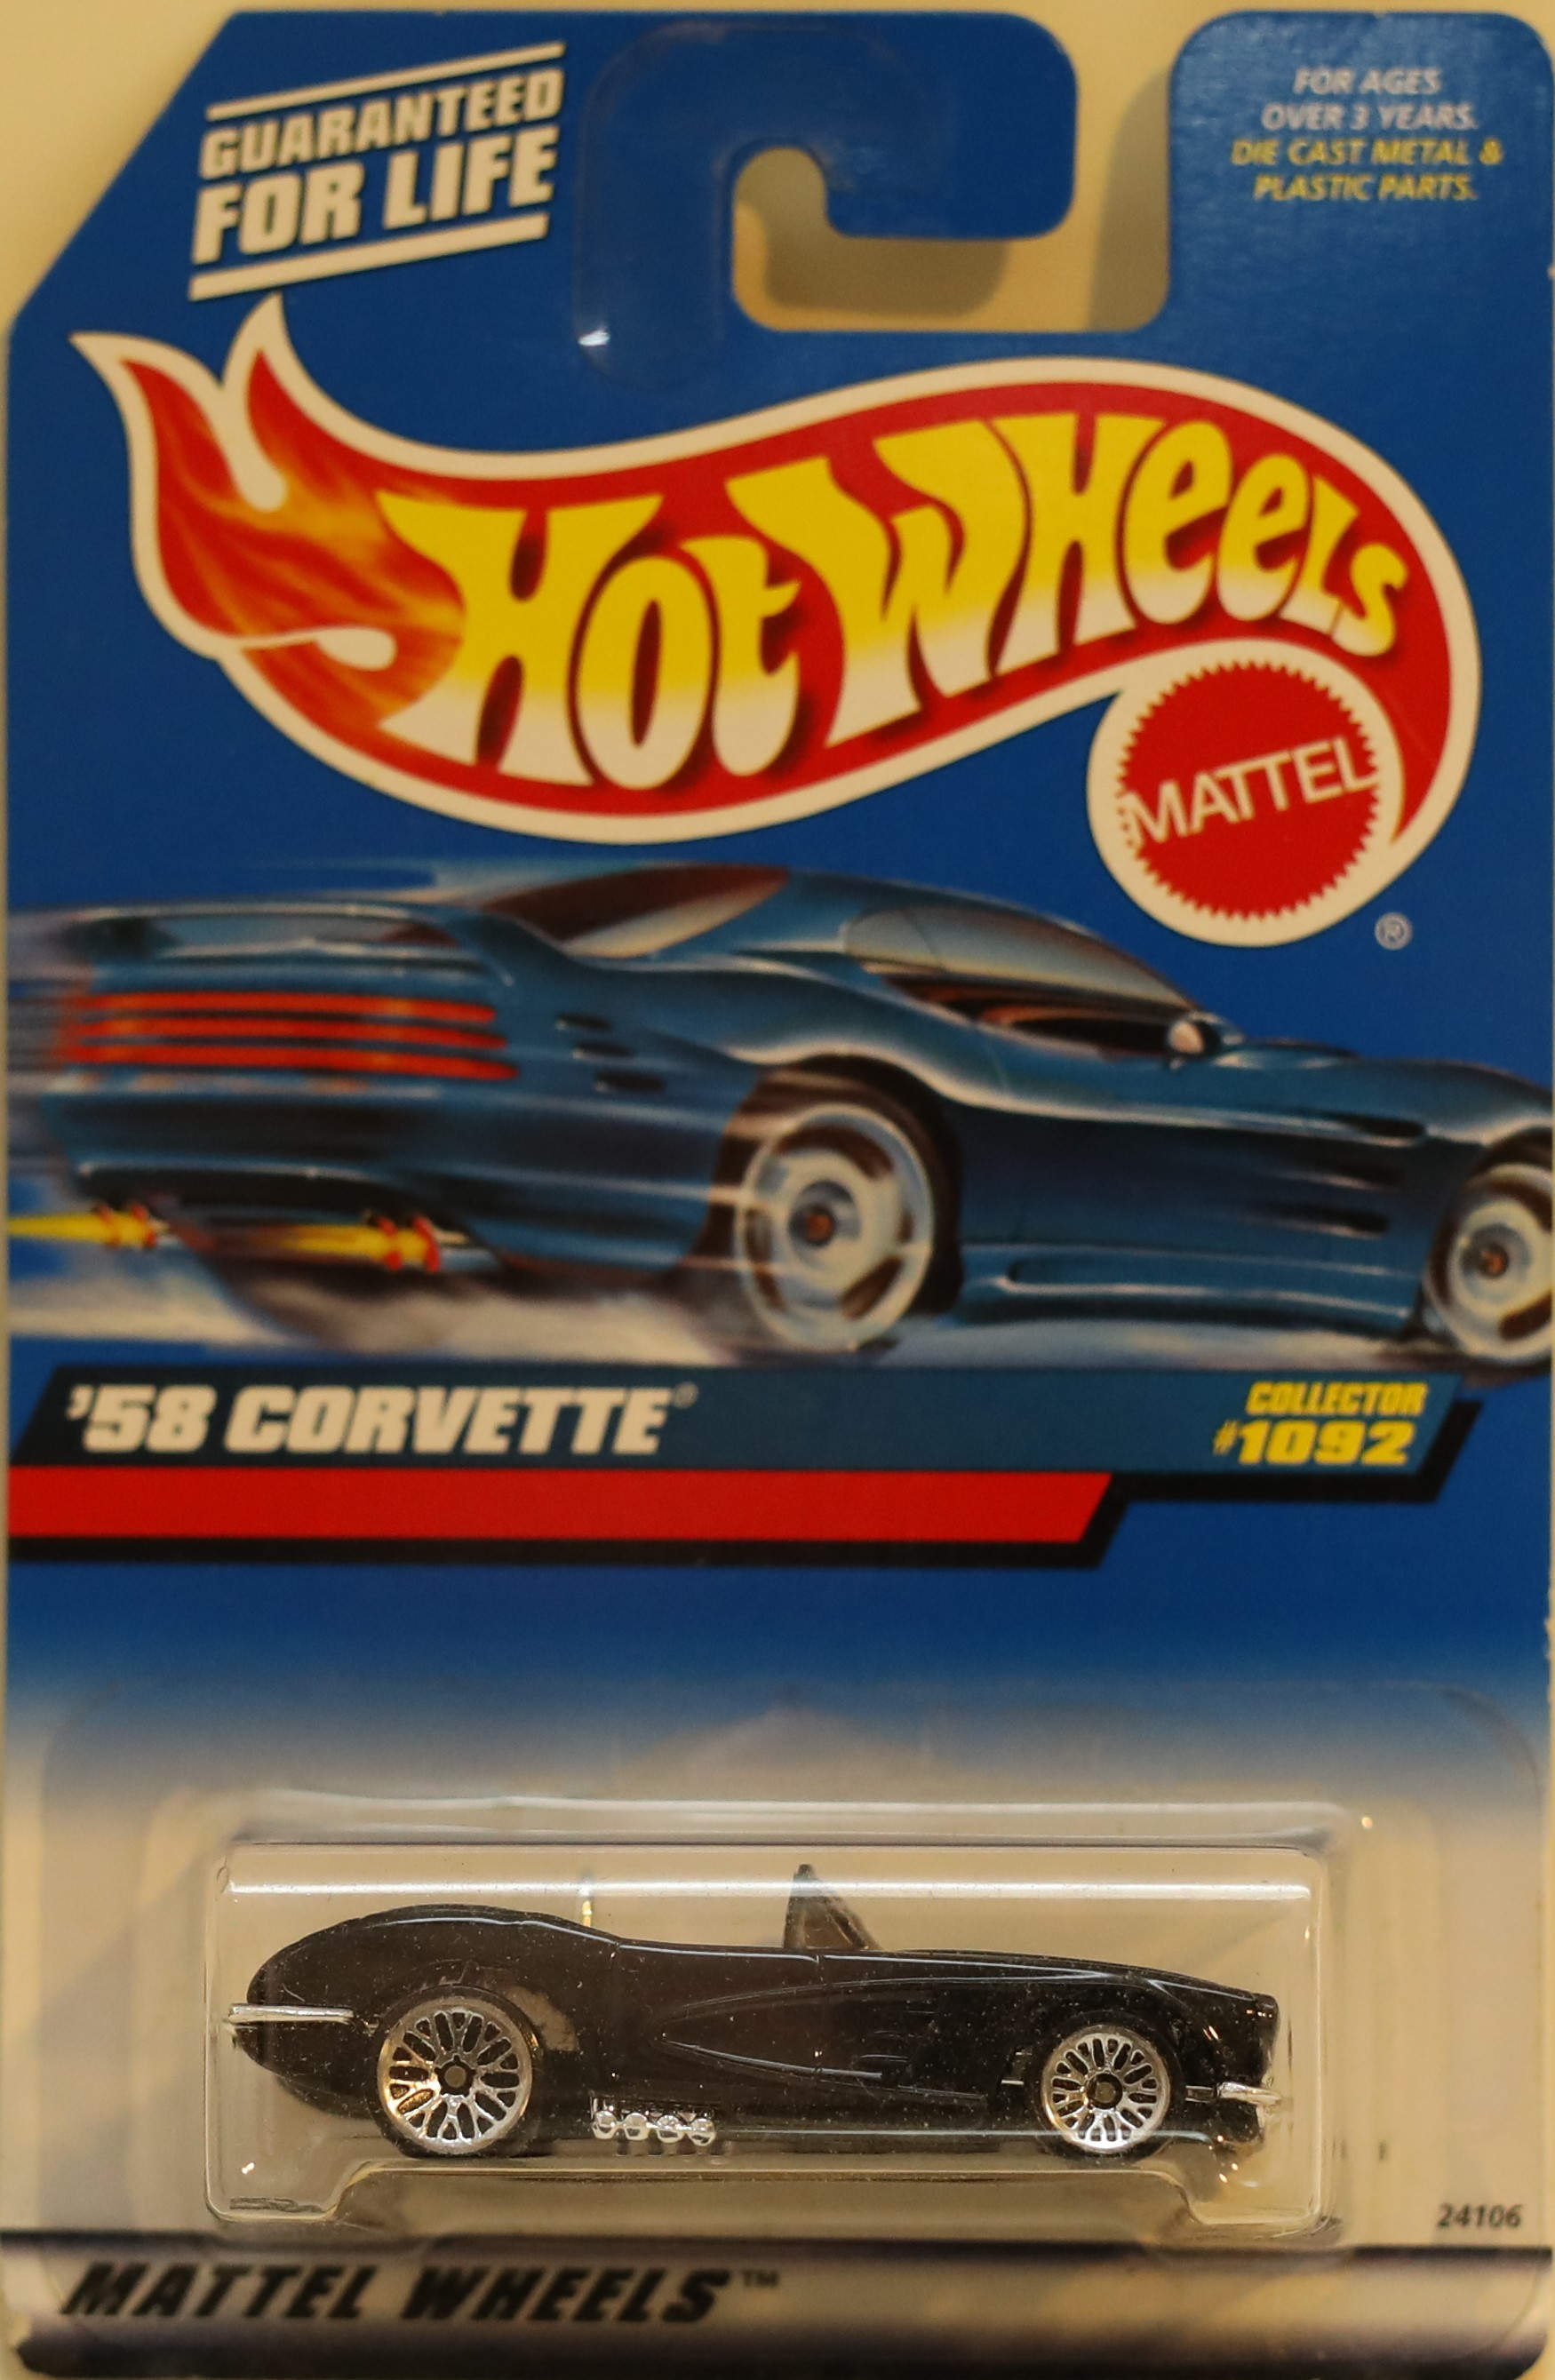 GUARANTEED
FOR LIFE
FOR AGES
OVER 3 YEARS.
DIE CAST METAL &
PLASTIC PARTS.
HOT WHEELS
MATTEL
®
'58 CORVETTE®
COLLECTOR
#1092
24106
MATTEL WHEELS™